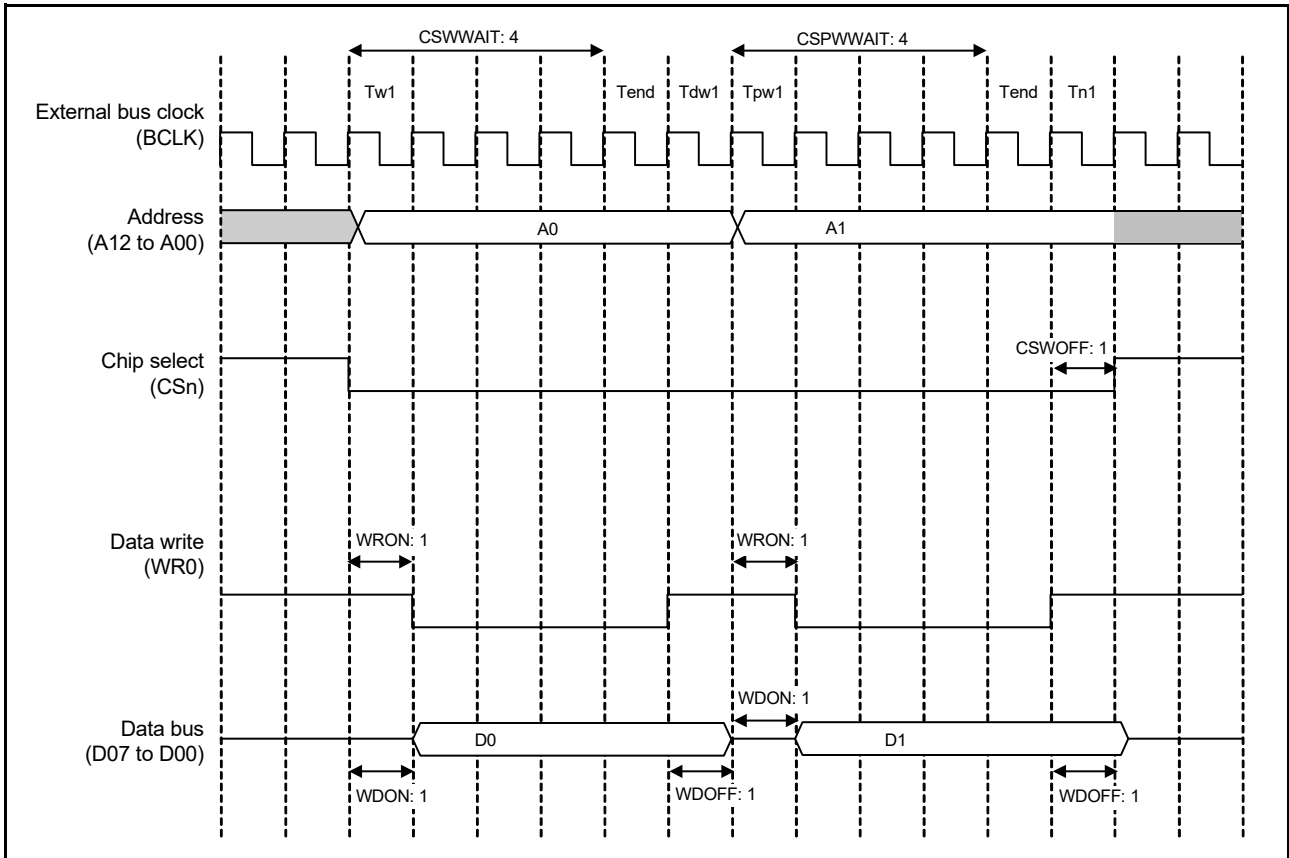 CSWWAIT: 4
CSPWWAIT: 4
Tw1
Tend
Tdw1
Tpw1
Tend
Tn1
External bus clock
(BCLK)
Address
(A12 to A00)
A0
A1
Chip select
(CSn)
CSWOFF: 1
Data write
(WR0)
WRON: 1
WRON: 1
WDON: 1
Data bus
(D07 to D00)
D0
D1
WDON: 1
WDOFF: 1
WDOFF: 1